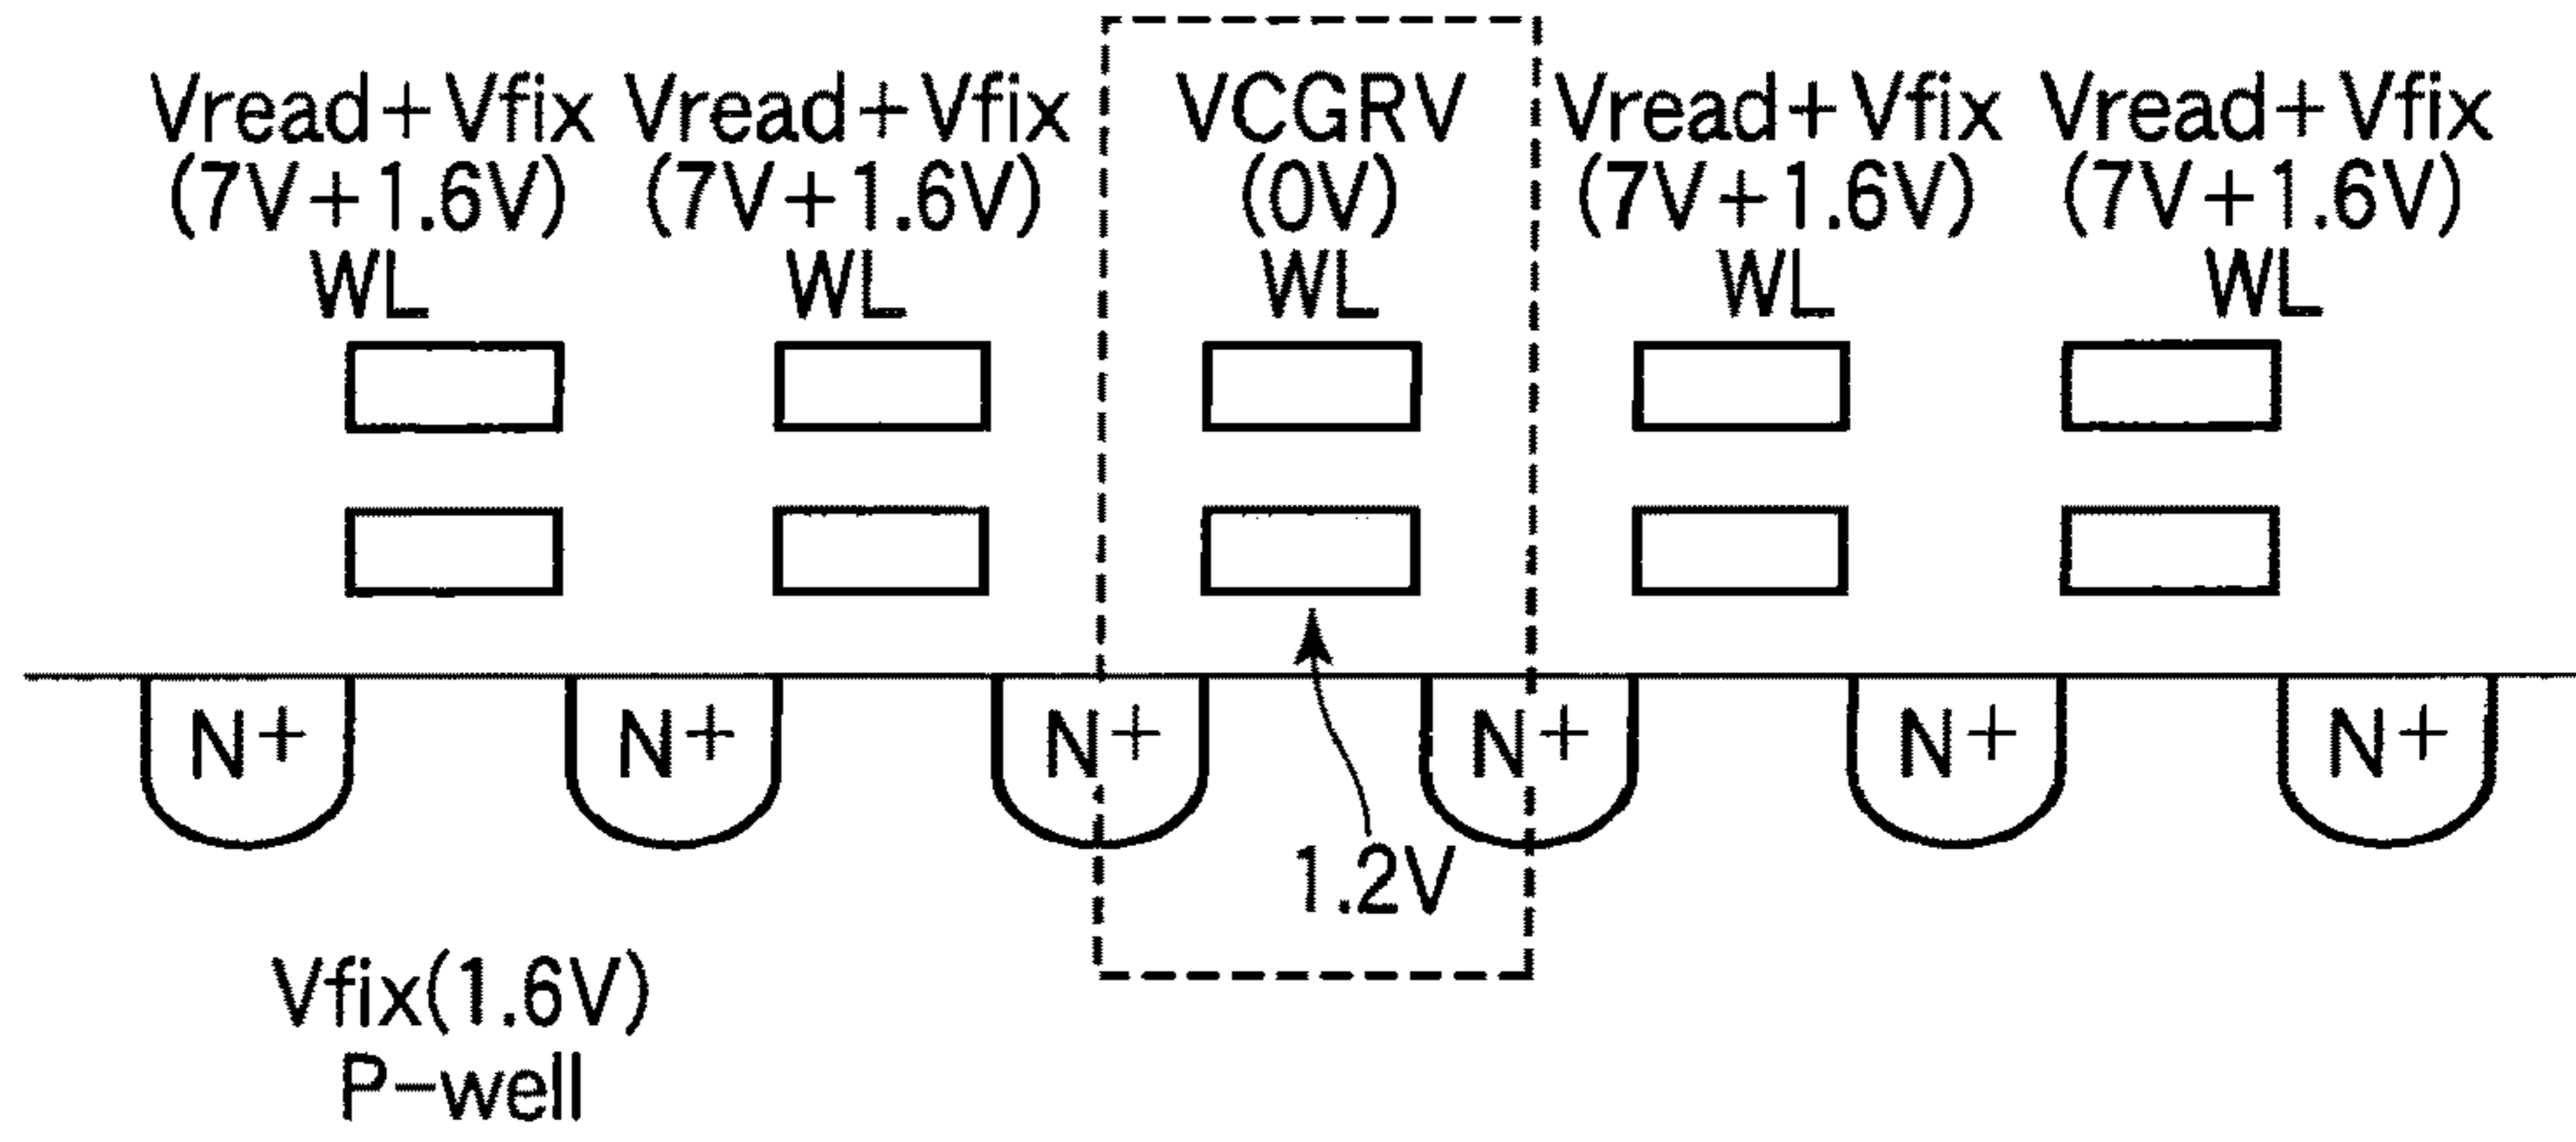 Vread+Vfix Vread+Vfix VCGRV Vread+Vfix Vread+Vfix
(7V+1.6V) (7V+1.6V) (0V) (7V+1.6V) (7V+1.6V)
WL WL WL WL WL
N+ N+ N+ N+ N+ N+
1.2V
Vfix(1.6V)
P-well